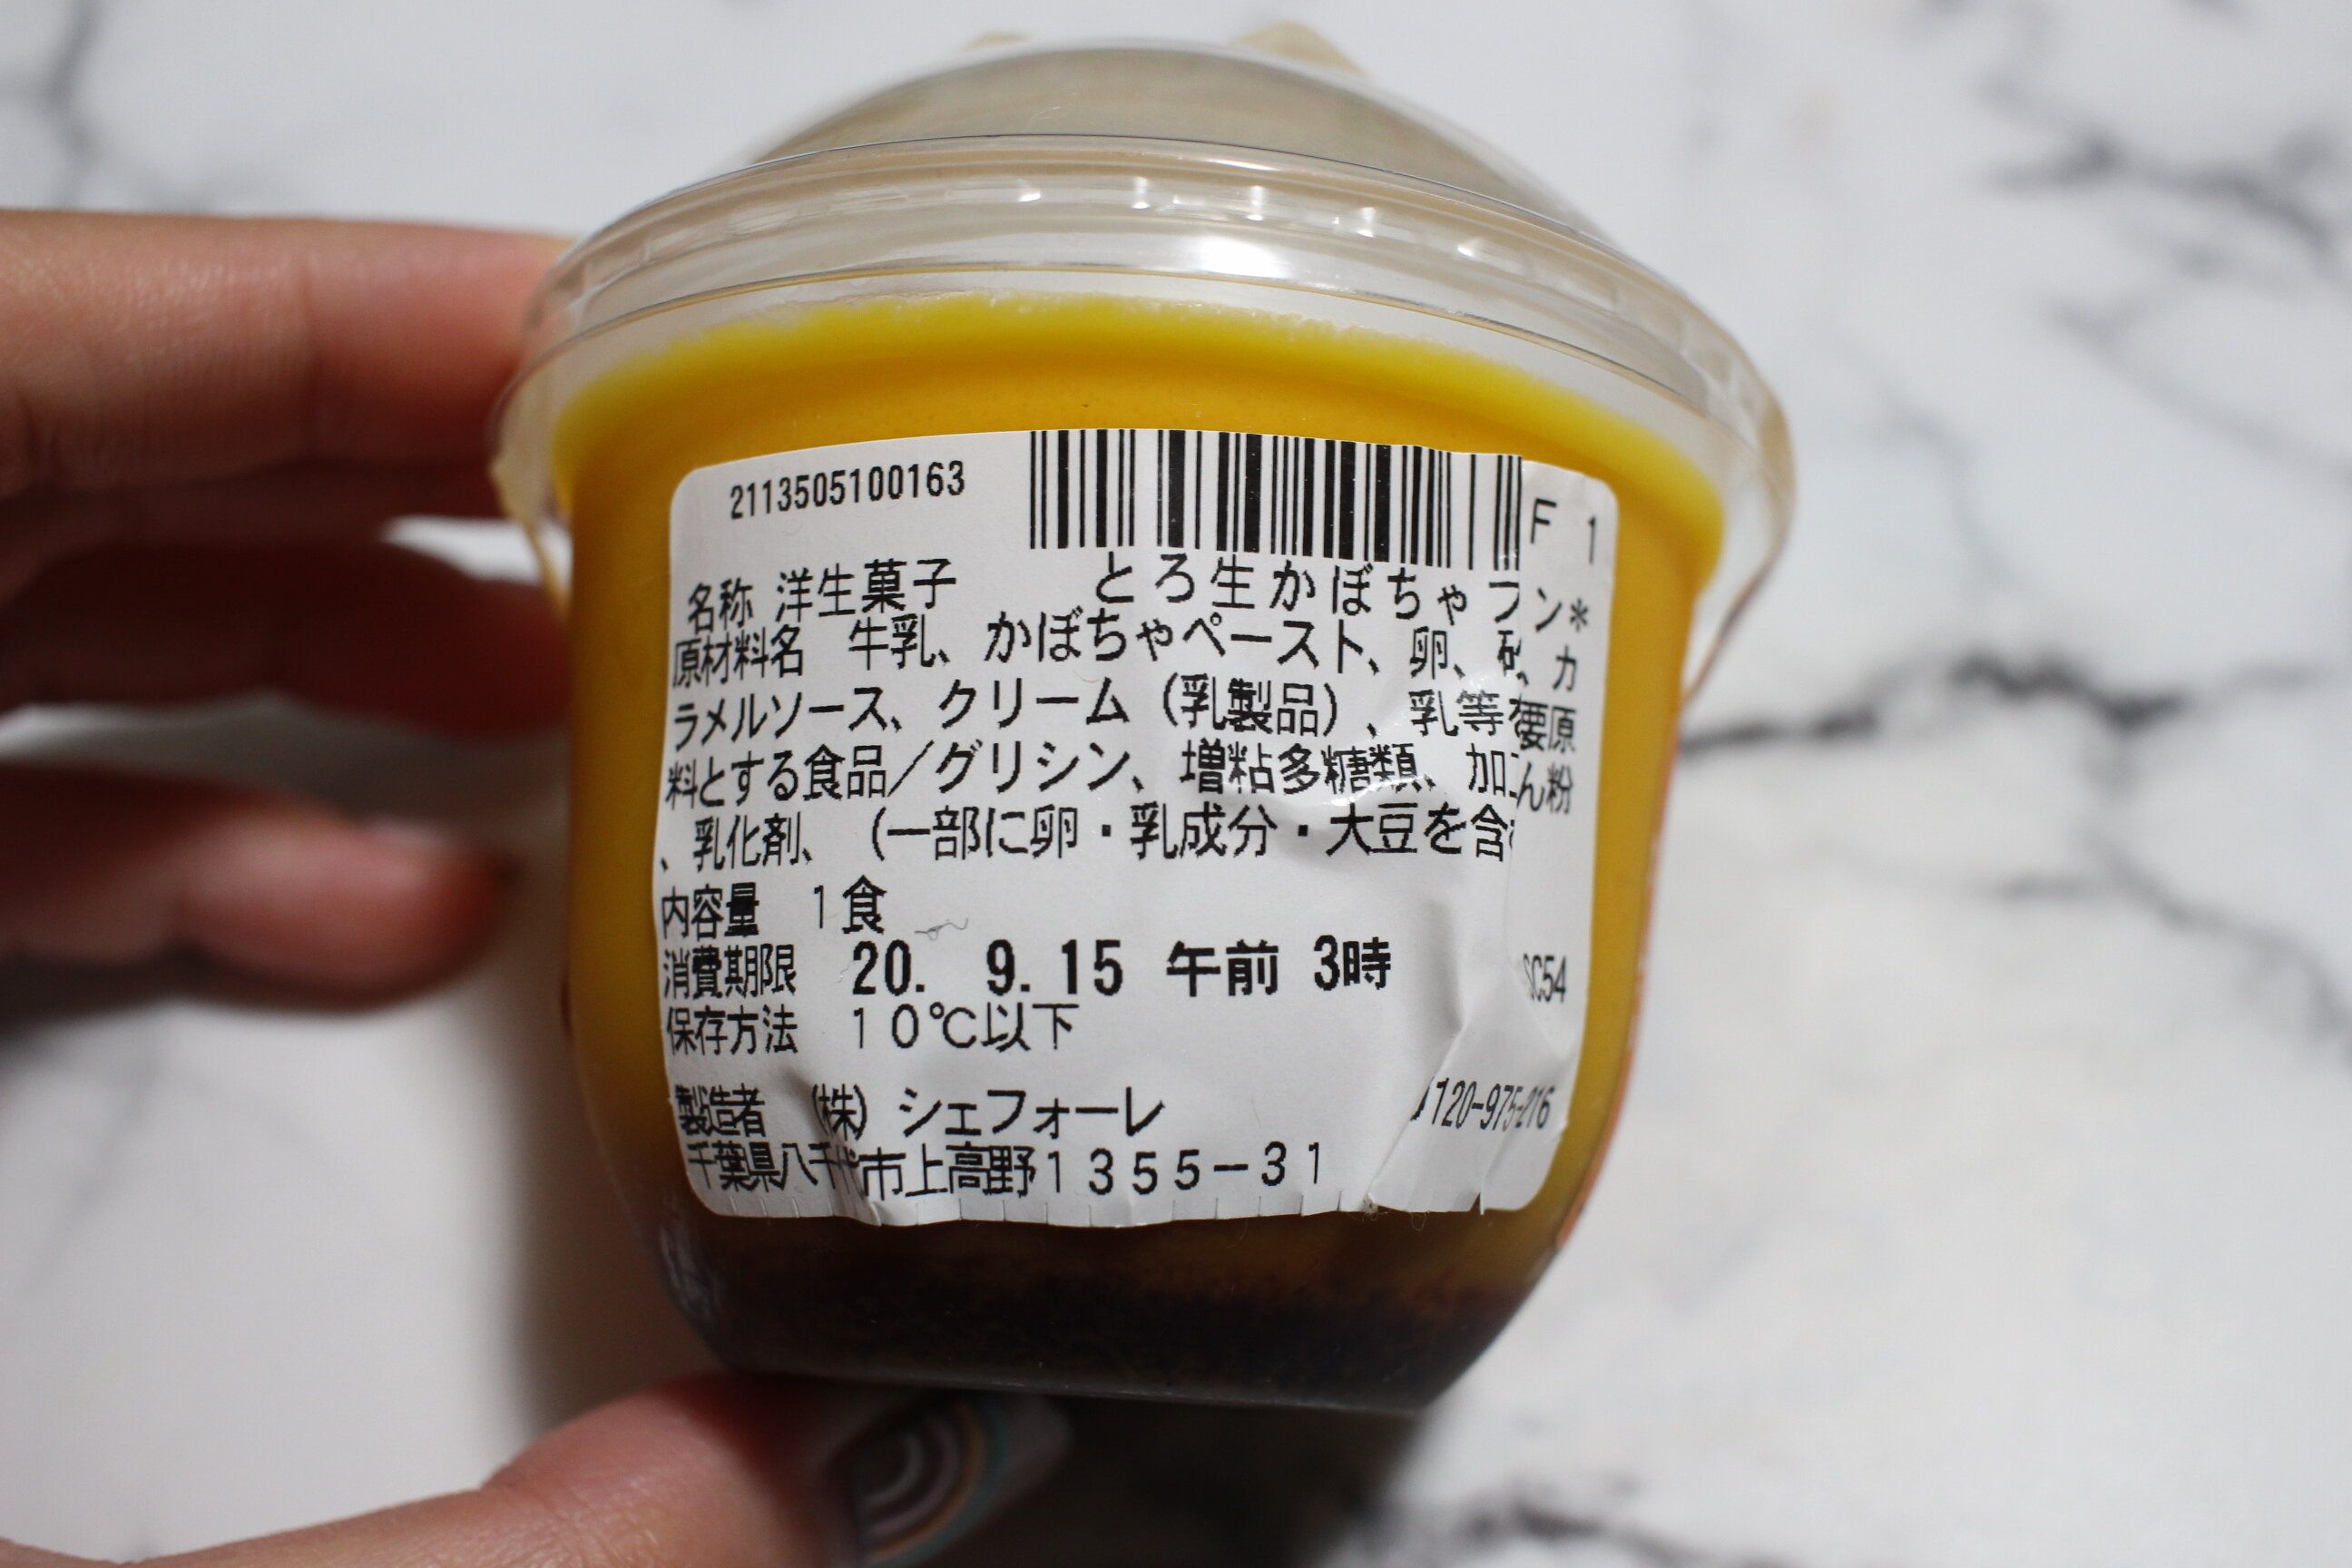 2113505100163
F 1
名称 洋生菓子 とろ生かぼちゃ ン*
原材料名 牛乳、かぼちゃペースト、卵、 、カ
ラメルソース、クリーム(乳製品)、乳等 要原
料とする食品/グリシン、増粘多糖類、加 ん粉
、乳化剤、(一部に卵・乳成分・大豆を含
内容量 1食
消費期限 20. 9.15 午前 3時
保存方法 10℃以下
SC54
製造者 (株)シェフォーレ
120-975-216
千葉県八千代市上高野1355-31